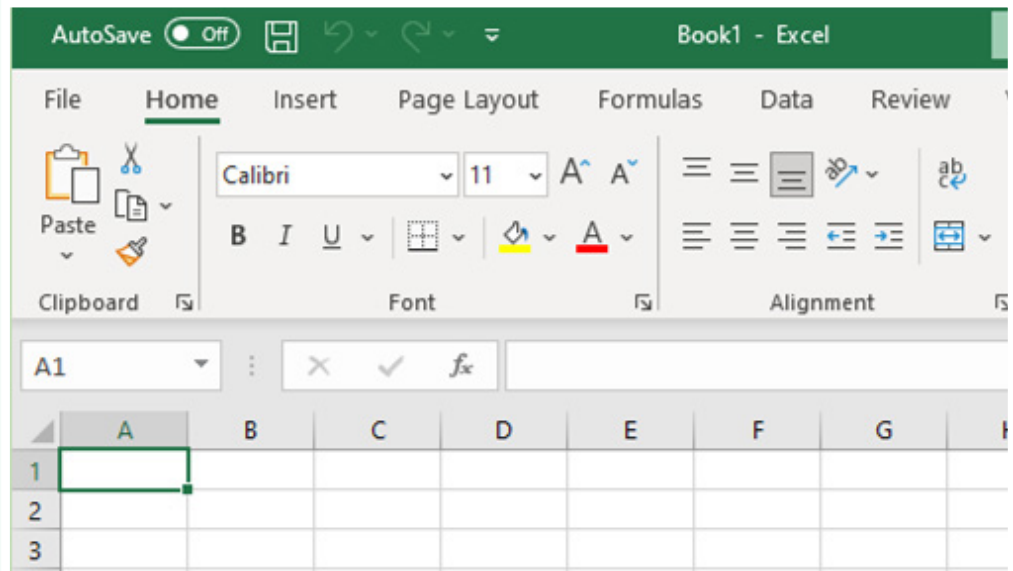 AutoSave Off Book1 - Excel
File Home Insert Page Layout Formulas Data Review
Calibri 11 A A ab
Paste B I U A
Clipboard Font Alignment
A1 fx
A B C D E F G
1
2
3